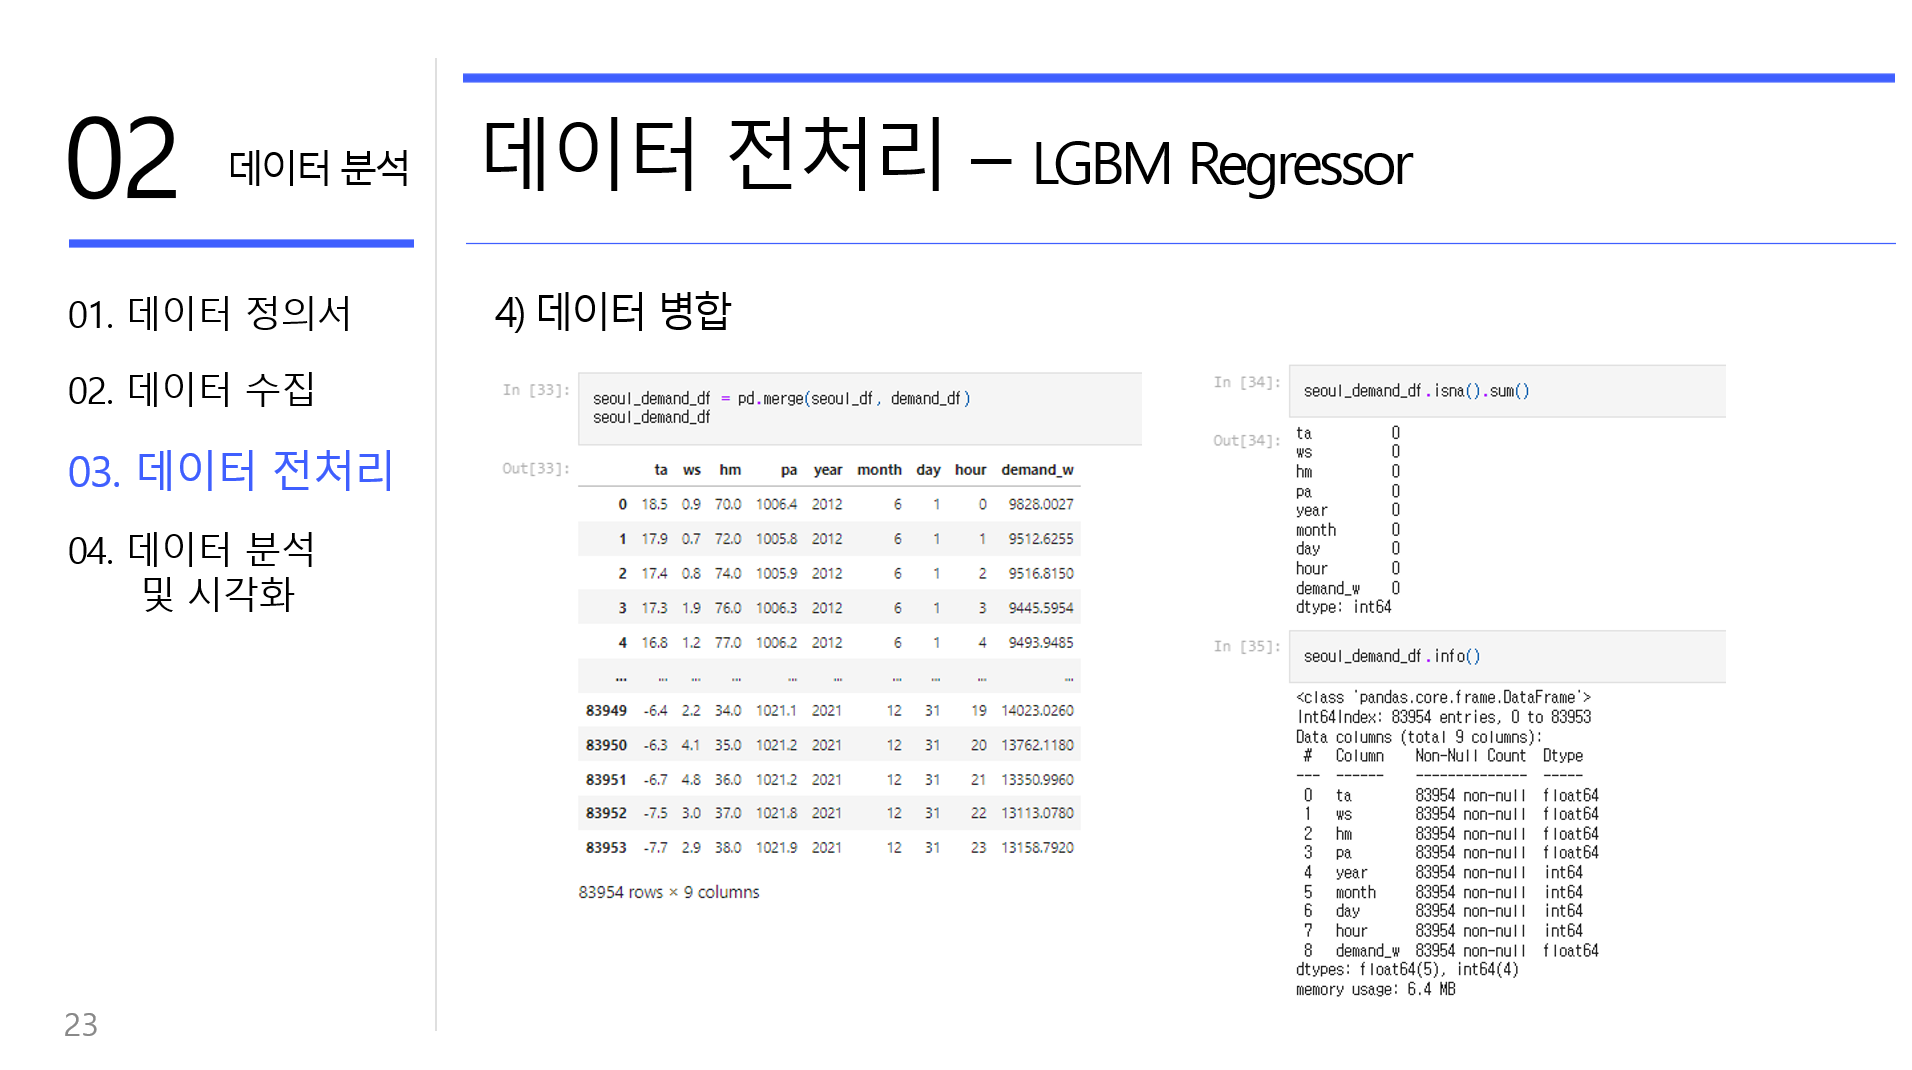 02 데이터 분석
01. 데이터 정의서
02. 데이터 수집
03. 데이터 전처리
04. 데이터 분석
및 시각화
23
데이터 전처리 – LGBM Regressor
4) 데이터 병합
In [33]:
seoul_demand_df = pd.merge(seoul_df, demand_df)
seoul_demand_df
Out[33]:
ta ws hm pa year month day hour demand_w
0 18.5 0.9 70.0 1006.4 2012 6 1 0 9828.0027
1 17.9 0.7 72.0 1005.8 2012 6 1 1 9512.6255
2 17.4 0.8 74.0 1005.9 2012 6 1 2 9516.8150
3 17.3 1.9 76.0 1006.3 2012 6 1 3 9445.5954
4 16.8 1.2 77.0 1006.2 2012 6 1 4 9493.9485
... ... ... ... ... ... ... ... ... ...
83949 -6.4 2.2 34.0 1021.1 2021 12 31 19 14023.0260
83950 -6.3 4.1 35.0 1021.2 2021 12 31 20 13762.1180
83951 -6.7 4.8 36.0 1021.2 2021 12 31 21 13350.9960
83952 -7.5 3.0 37.0 1021.8 2021 12 31 22 13113.0780
83953 -7.7 2.9 38.0 1021.9 2021 12 31 23 13158.7920
83954 rows × 9 columns
In [34]:
seoul_demand_df.isna().sum()
Out[34]:
ta 0
ws 0
hm 0
pa 0
year 0
month 0
day 0
hour 0
demand_w 0
dtype: int64
In [35]:
seoul_demand_df.info()
<class 'pandas.core.frame.DataFrame'>
Int64Index: 83954 entries, 0 to 83953
Data columns (total 9 columns):
# Column Non-Null Count Dtype
--- ------ -------------- -----
0 ta 83954 non-null float64
1 ws 83954 non-null float64
2 hm 83954 non-null float64
3 pa 83954 non-null float64
4 year 83954 non-null int64
5 month 83954 non-null int64
6 day 83954 non-null int64
7 hour 83954 non-null int64
8 demand_w 83954 non-null float64
dtypes: float64(5), int64(4)
memory usage: 6.4 MB